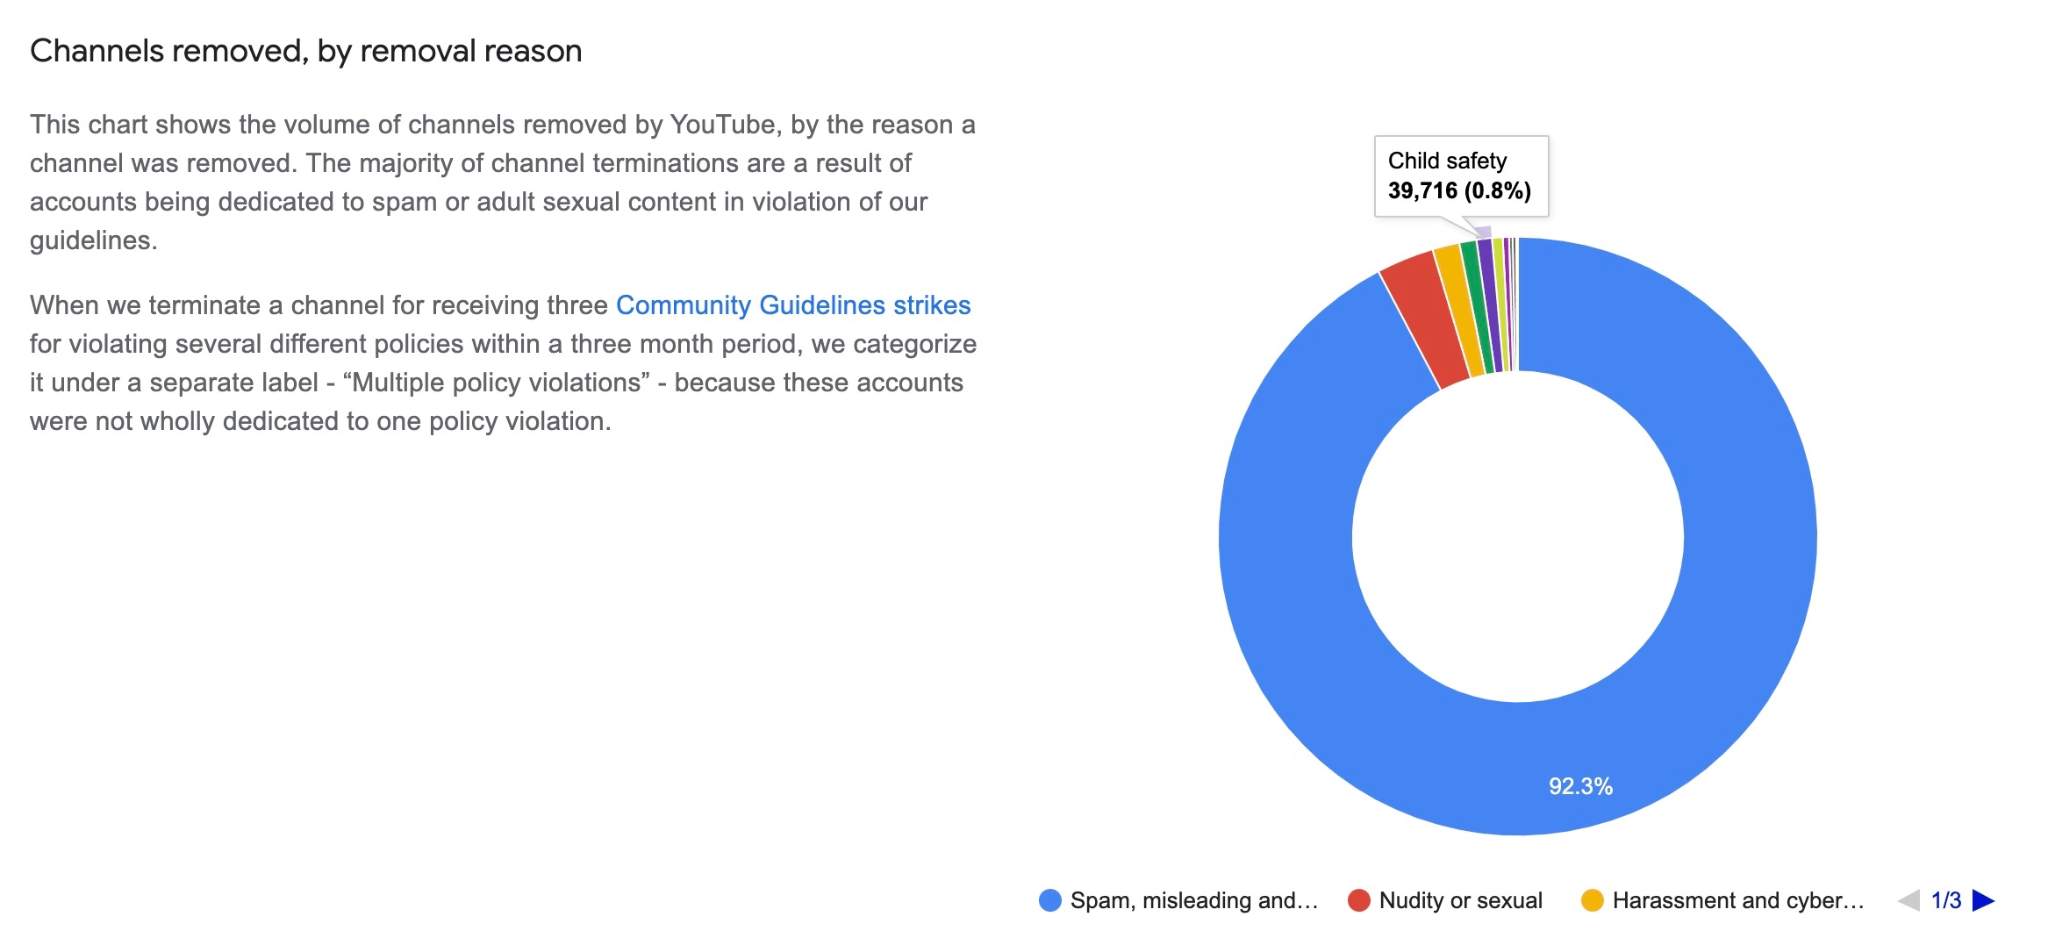 Channels removed, by removal reason
This chart shows the volume of channels removed by YouTube, by the reason a
channel was removed. The majority of channel terminations are a result of
accounts being dedicated to spam or adult sexual content in violation of our
guidelines.
When we terminate a channel for receiving three Community Guidelines strikes
for violating several different policies within a three month period, we categorize
it under a separate label - “Multiple policy violations” - because these accounts
were not wholly dedicated to one policy violation.
Child safety
39,716 (0.8%)
92.3%
Spam, misleading and... Nudity or sexual Harassment and cyber... 1/3